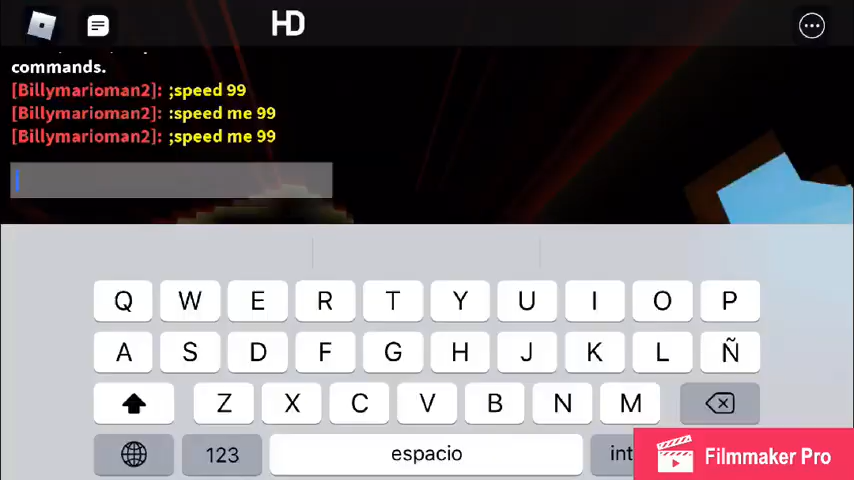 HD
commands.
[Billymarioman2]: ;speed 99
[Billymarioman2]: :speed me 99
[Billymarioman2]: ;speed me 99
Q W E R T Y U I O P
A S D F G H J K L Ñ
Z X C V B N M
123 espacio int
Filmmaker Pro